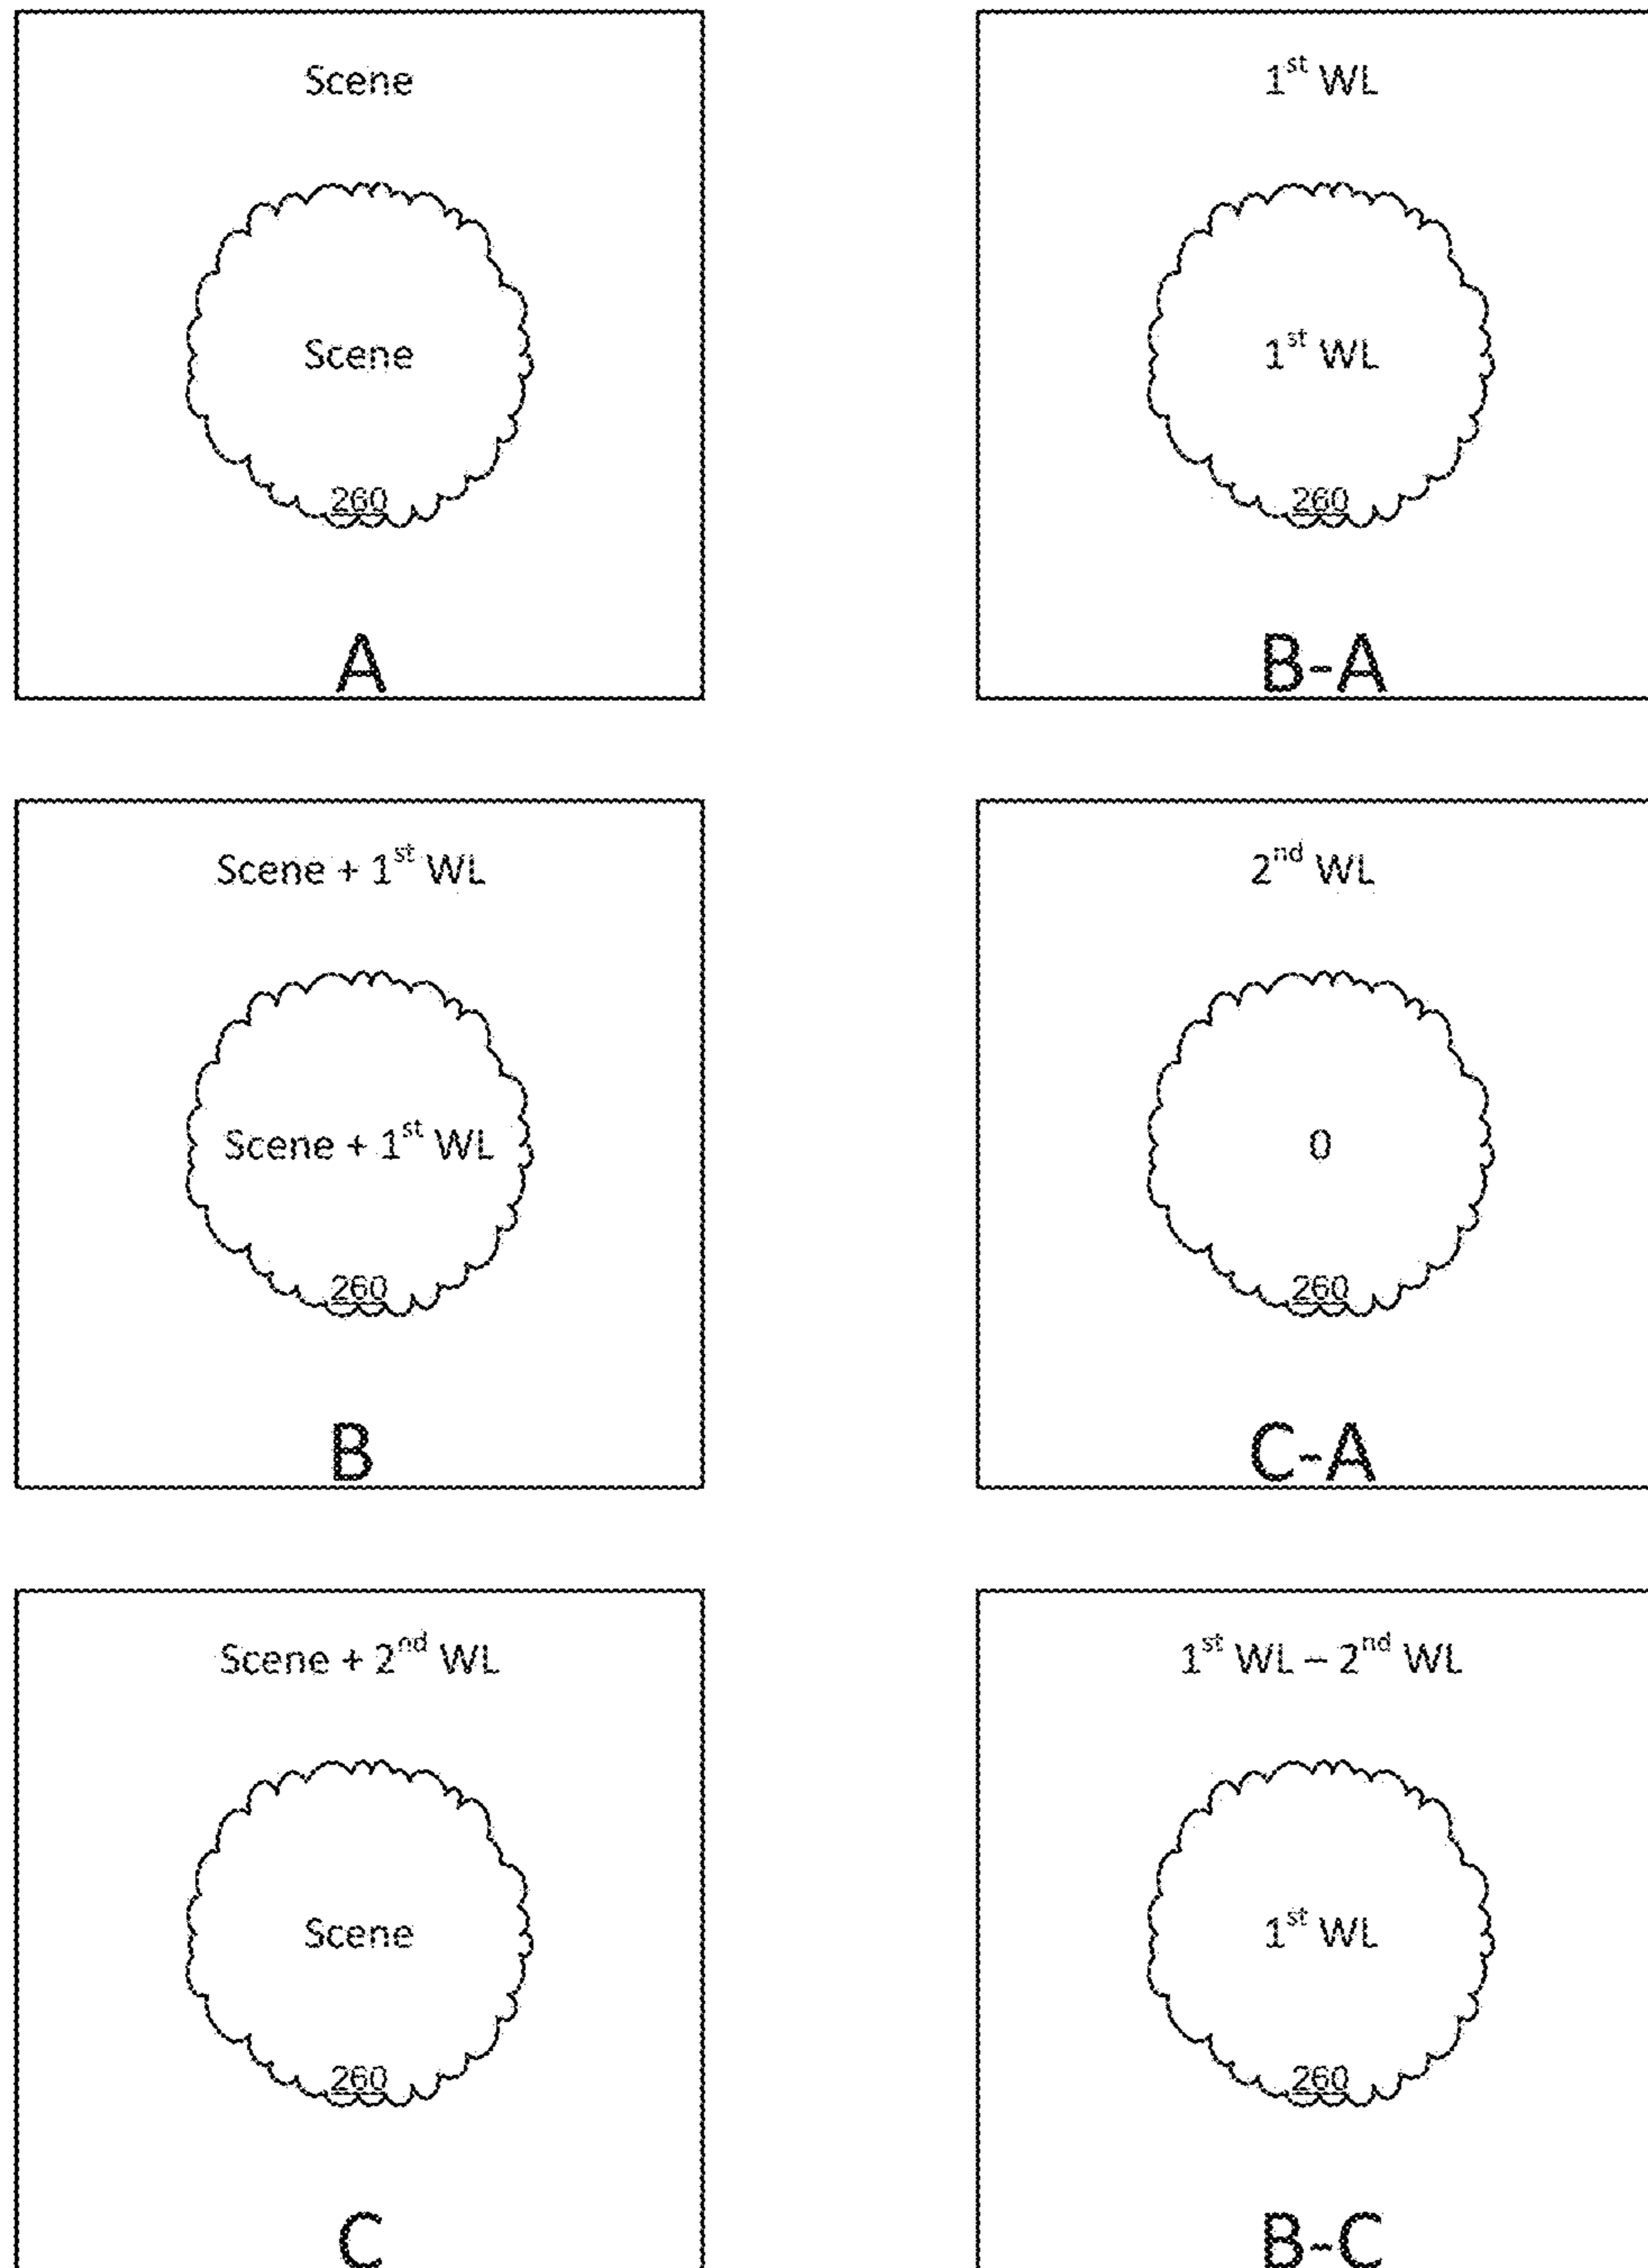 Scene
Scene
260
A
1st WL
1st WL
260
B-A
Scene + 1st WL
Scene + 1st WL
260
B
2nd WL
0
260
C-A
Scene + 2nd WL
Scene
260
C
1st WL – 2nd WL
1st WL
260
B-C